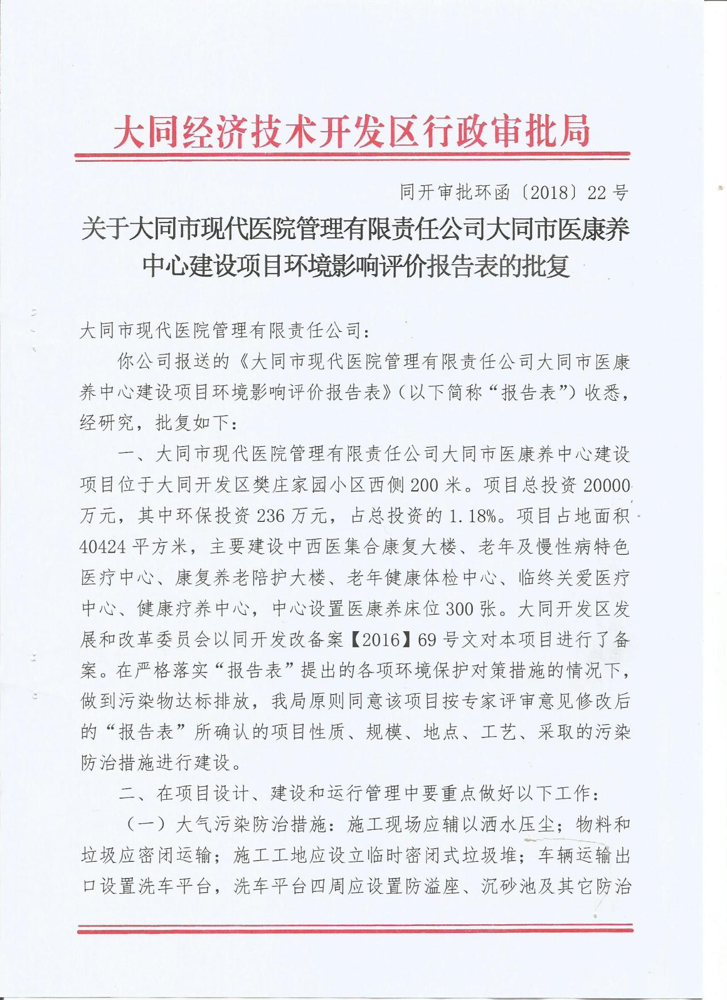 大同经济技术开发区行政审批局
同开审批环函〔2018〕22号
关于大同市现代医院管理有限责任公司大同市医康养
中心建设项目环境影响评价报告表的批复
大同市现代医院管理有限责任公司：
你公司报送的《大同市现代医院管理有限责任公司大同市医康
养中心建设项目环境影响评价报告表》（以下简称“报告表”）收悉，
经研究，批复如下：
一、大同市现代医院管理有限责任公司大同市医康养中心建设
项目位于大同开发区樊庄家园小区西侧200米。项目总投资20000
万元，其中环保投资236万元，占总投资的1.18%。项目占地面积
40424平方米，主要建设中西医集合康复大楼、老年及慢性病特色
医疗中心、康复养老陪护大楼、老年健康体检中心、临终关爱医疗
中心、健康疗养中心，中心设置医康养床位300张。大同开发区发
展和改革委员会以同开发改备案【2016】69号文对本项目进行了备
案。在严格落实“报告表”提出的各项环境保护对策措施的情况下，
做到污染物达标排放，我局原则同意该项目按专家评审意见修改后
的“报告表”所确认的项目性质、规模、地点、工艺、采取的污染
防治措施进行建设。
二、在项目设计、建设和运行管理中要重点做好以下工作：
（一）大气污染防治措施：施工现场应辅以洒水压尘；物料和
垃圾应密闭运输；施工工地应设立临时密闭式垃圾堆；车辆运输出
口设置洗车平台，洗车平台四周应设置防溢座、沉砂池及其它防治